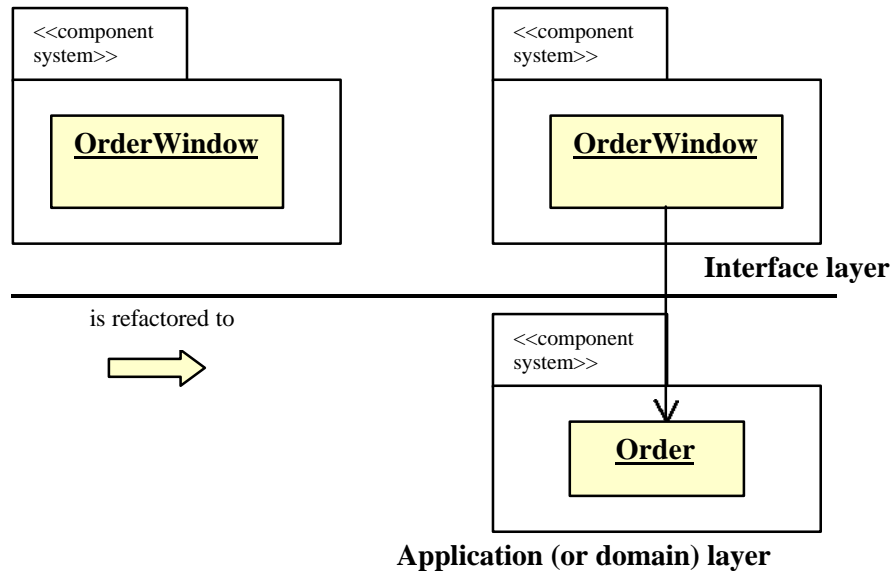 <<component
system>>
OrderWindow
<<component
system>>
OrderWindow
Interface layer
is refactored to
<<component
system>>
Order
Application (or domain) layer